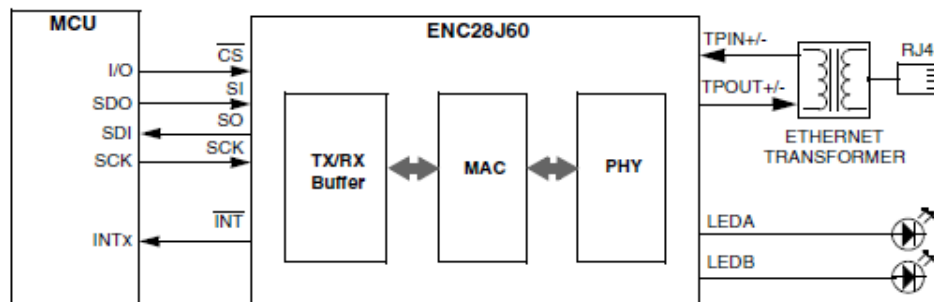 MCU
I/O
SDO
SDI
SCK
INTx
CS
SI
SO
SCK
INT
ENC28J60
TX/RX
Buffer
MAC
PHY
TPIN+/-
TPOUT+/-
LEDA
LEDB
RJ4
ETHERNET
TRANSFORMER